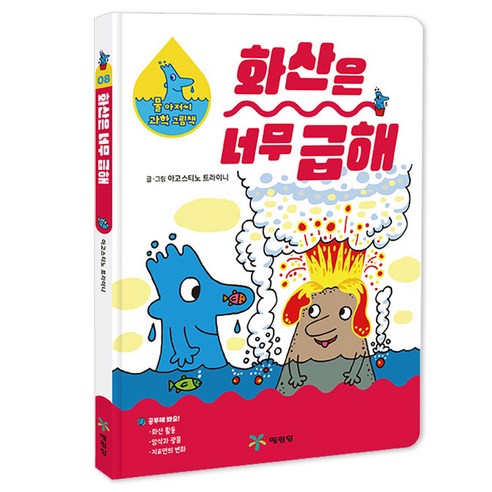 08
화산은 너무 급해
아고스티노 트라이니
물 아저씨
과학 그림책
화산은
너무 급해
글·그림 아고스티노 트라이니
공부해 봐요!
·화산 활동
·암석과 광물
·지표면의 변화
예림당
예림당